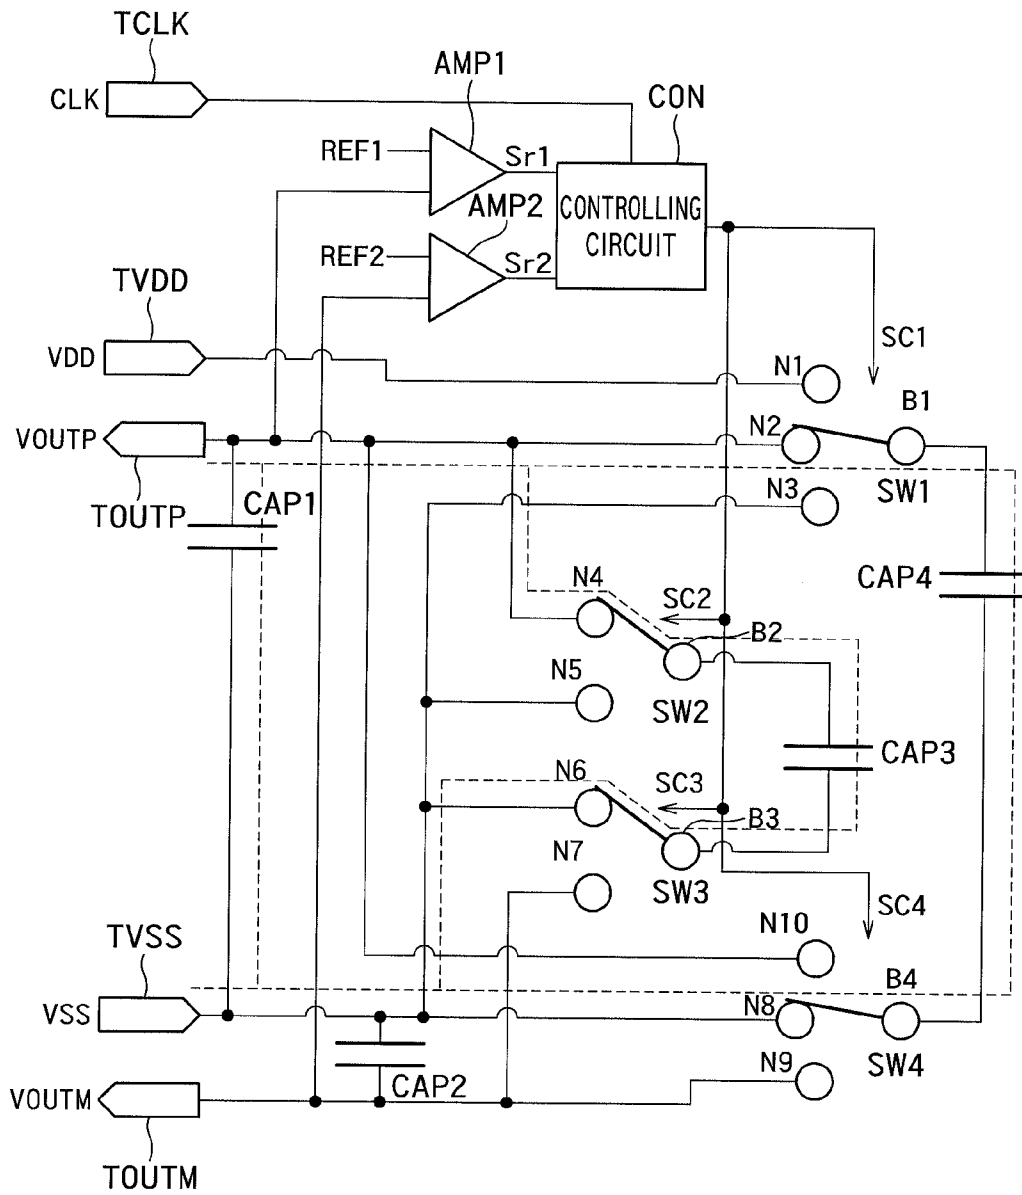 TCLK
AMP1
CLK
CON
REF1
Sr1
AMP2
CONTROLLING
CIRCUIT
REF2
Sr2
TVDD
SC1
VDD
N1
B1
VOUTP
N2
SW1
N3
TOUTP
CAP1
CAP4
N4
SC2
B2
N5
SW2
CAP3
N6
SC3
B3
N7
SW3
SC4
N10
TVSS
B4
VSS
N8
SW4
N9
VOUTM
CAP2
TOUTM